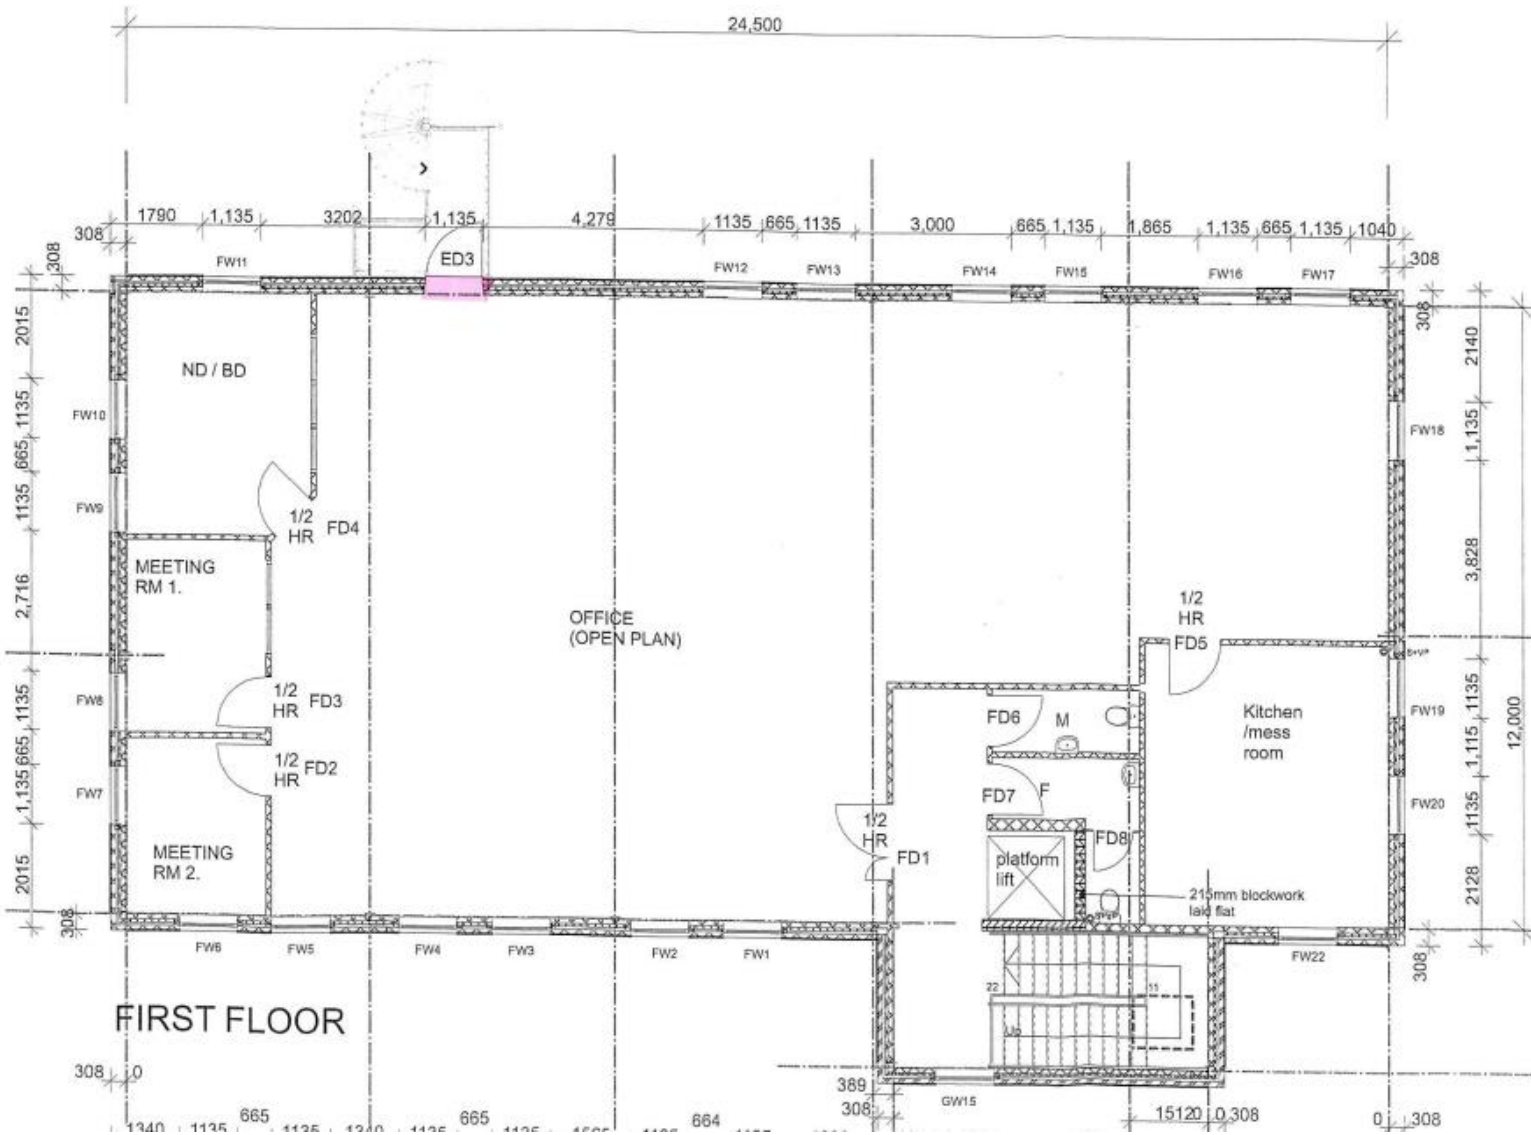 24,500
1790 1,135 3202 1,135 4,279 1135 665 1135 3,000 665 1,135 1,865 1,135 665 1,135 1040
308
308
308
308
FW11
ED3
FW12
FW13
FW14
FW15
FW16
FW17
2015
1135
665
1135
2,716
1135
665
1,135
2015
308
FW10
FW9
FW8
FW7
ND / BD
1/2
HR
FD4
MEETING
RM 1.
1/2
HR
FD3
1/2
HR
FD2
MEETING
RM 2.
OFFICE
(OPEN PLAN)
1/2
HR
FD5
FD6
M
FD7
F
FD8
1/2
HR
FD1
platform
lift
Kitchen
/mess
room
215mm blockwork
laid flat
S+VP
S+VP
FW18
FW19
FW20
2140
1,135
3,828
1135
1,115
1135
2128
308
12,000
FW6
FW5
FW4
FW3
FW2
FW1
FW22
22
11
Up
FIRST FLOOR
308 0
389
308
GW15
15120 0 308
0 308
665 665 664
1340 1135 1135 1340 1135 1135 1565